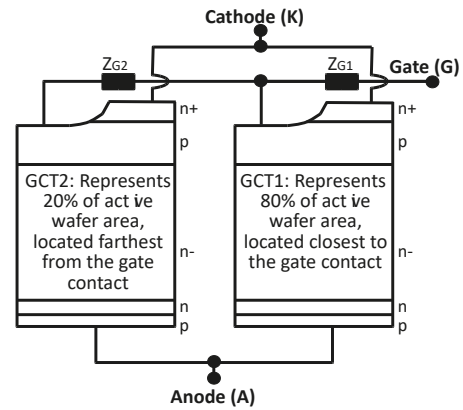 Cathode (K)
ZG2
ZG1
Gate (G)
n+
n+
p
p
GCT2: Represents
20% of act ive
wafer area,
located farthest
from the gate
contact
GCT1: Represents
80% of act ive
wafer area,
located closest to
the gate contact
n-
n-
n
n
p
p
Anode (A)